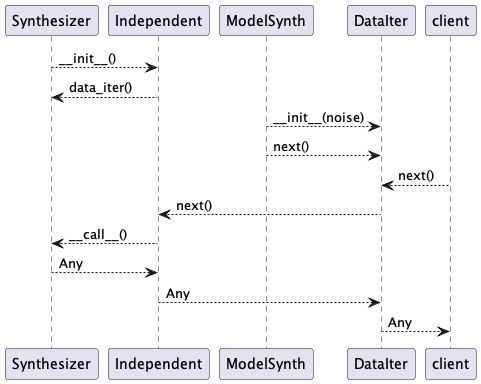 Synthesizer Independent ModelSynth DataIter client
__init__()
data_iter()
__init__(noise)
next()
next()
next()
__call__()
Any
Any
Any
Synthesizer Independent ModelSynth DataIter client